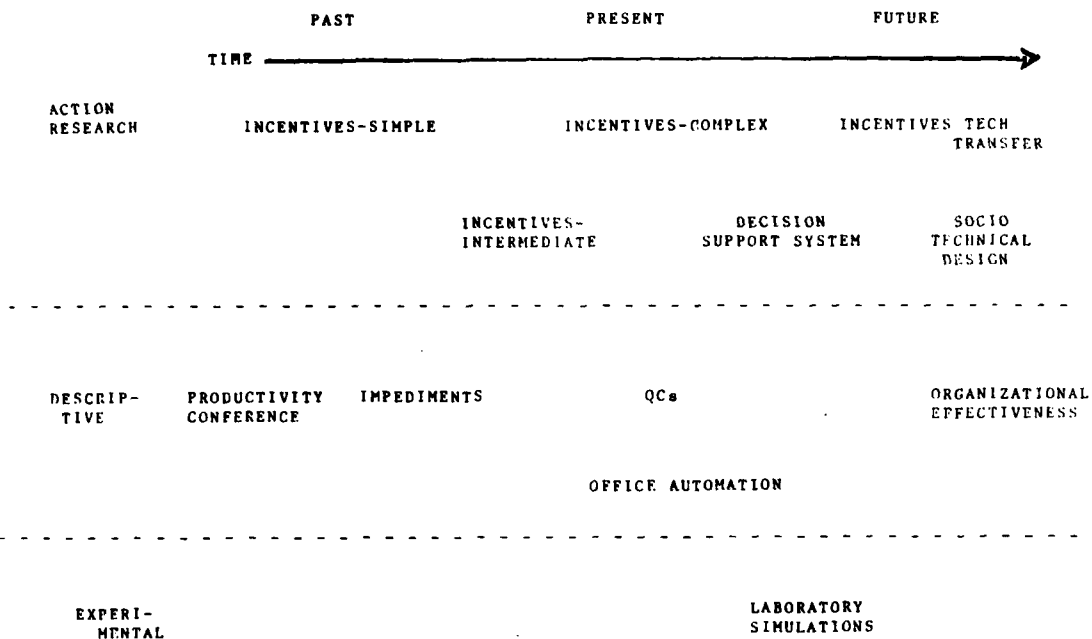 PAST PRESENT FUTURE
TIME
ACTION
RESEARCH INCENTIVES-SIMPLE INCENTIVES-COMPLEX INCENTIVES TECH
TRANSFER
INCENTIVES- DECISION SOCIO
INTERMEDIATE SUPPORT SYSTEM TECHNICAL
DESIGN
DESCRIP- PRODUCTIVITY IMPEDIMENTS QCs ORGANIZATIONAL
TIVE CONFERENCE EFFECTIVENESS
OFFICE AUTOMATION
EXPERI- LABORATORY
MENTAL SIMULATIONS